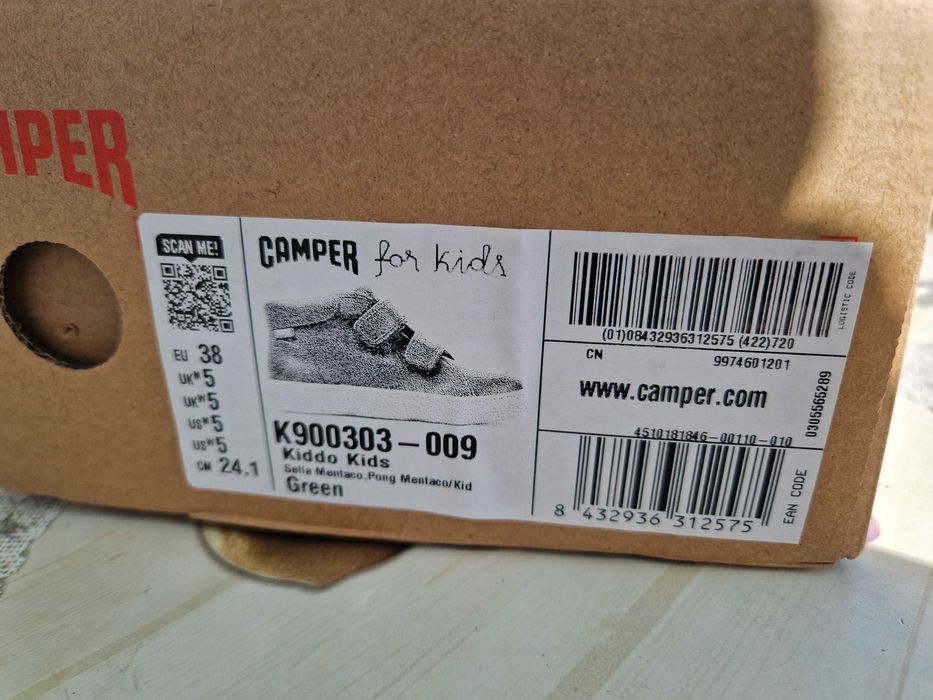 MPER
SCAN ME!
EU 38
UK M 5
UK W 5
US M 5
US W 5
CM 24.1
CAMPER for kids
K900303-009
Kiddo Kids
Sella Mentaco,Pong Mentaco/Kid
Green
(01)08432936312575 (422)720
LOGISTIC CODE
CN 9974601201
www.camper.com
0305565289
4510181846-00110-010
8 432936 312575
EAN CODE